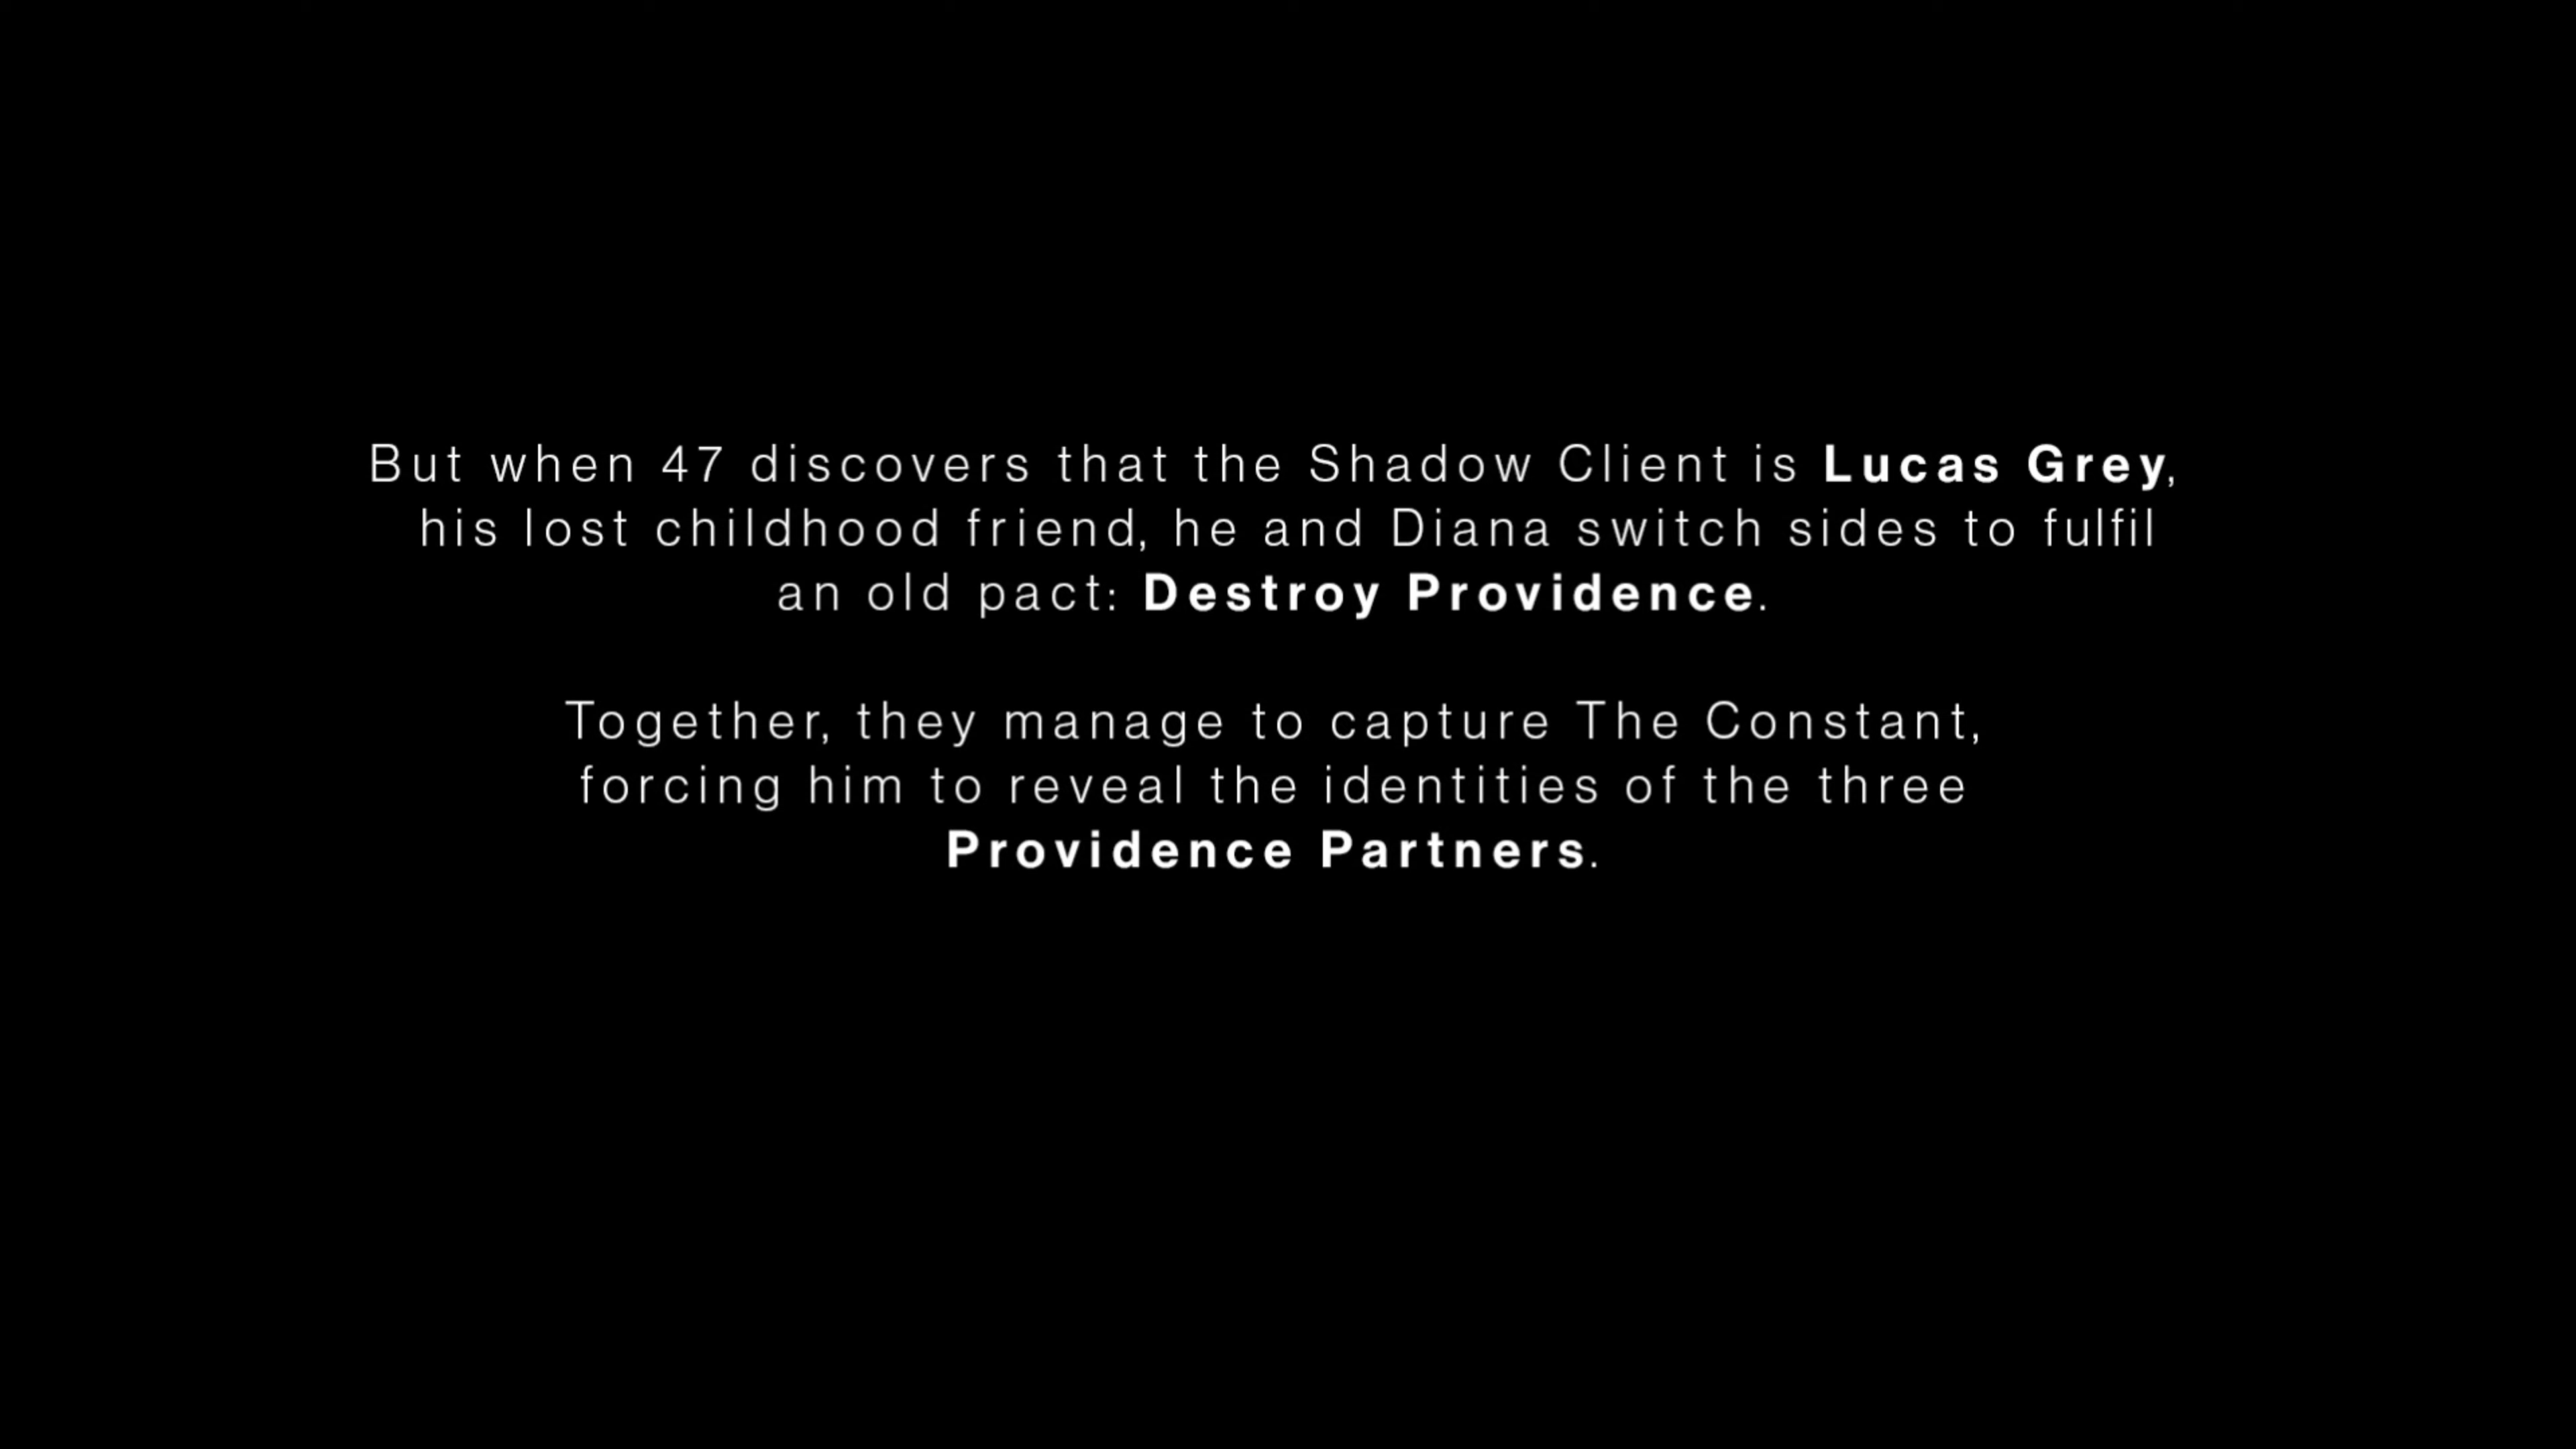 But when 47 discovers that the Shadow Client is Lucas Grey,
his lost childhood friend, he and Diana switch sides to fulfil
an old pact: Destroy Providence.
Together, they manage to capture The Constant,
forcing him to reveal the identities of the three
Providence Partners.